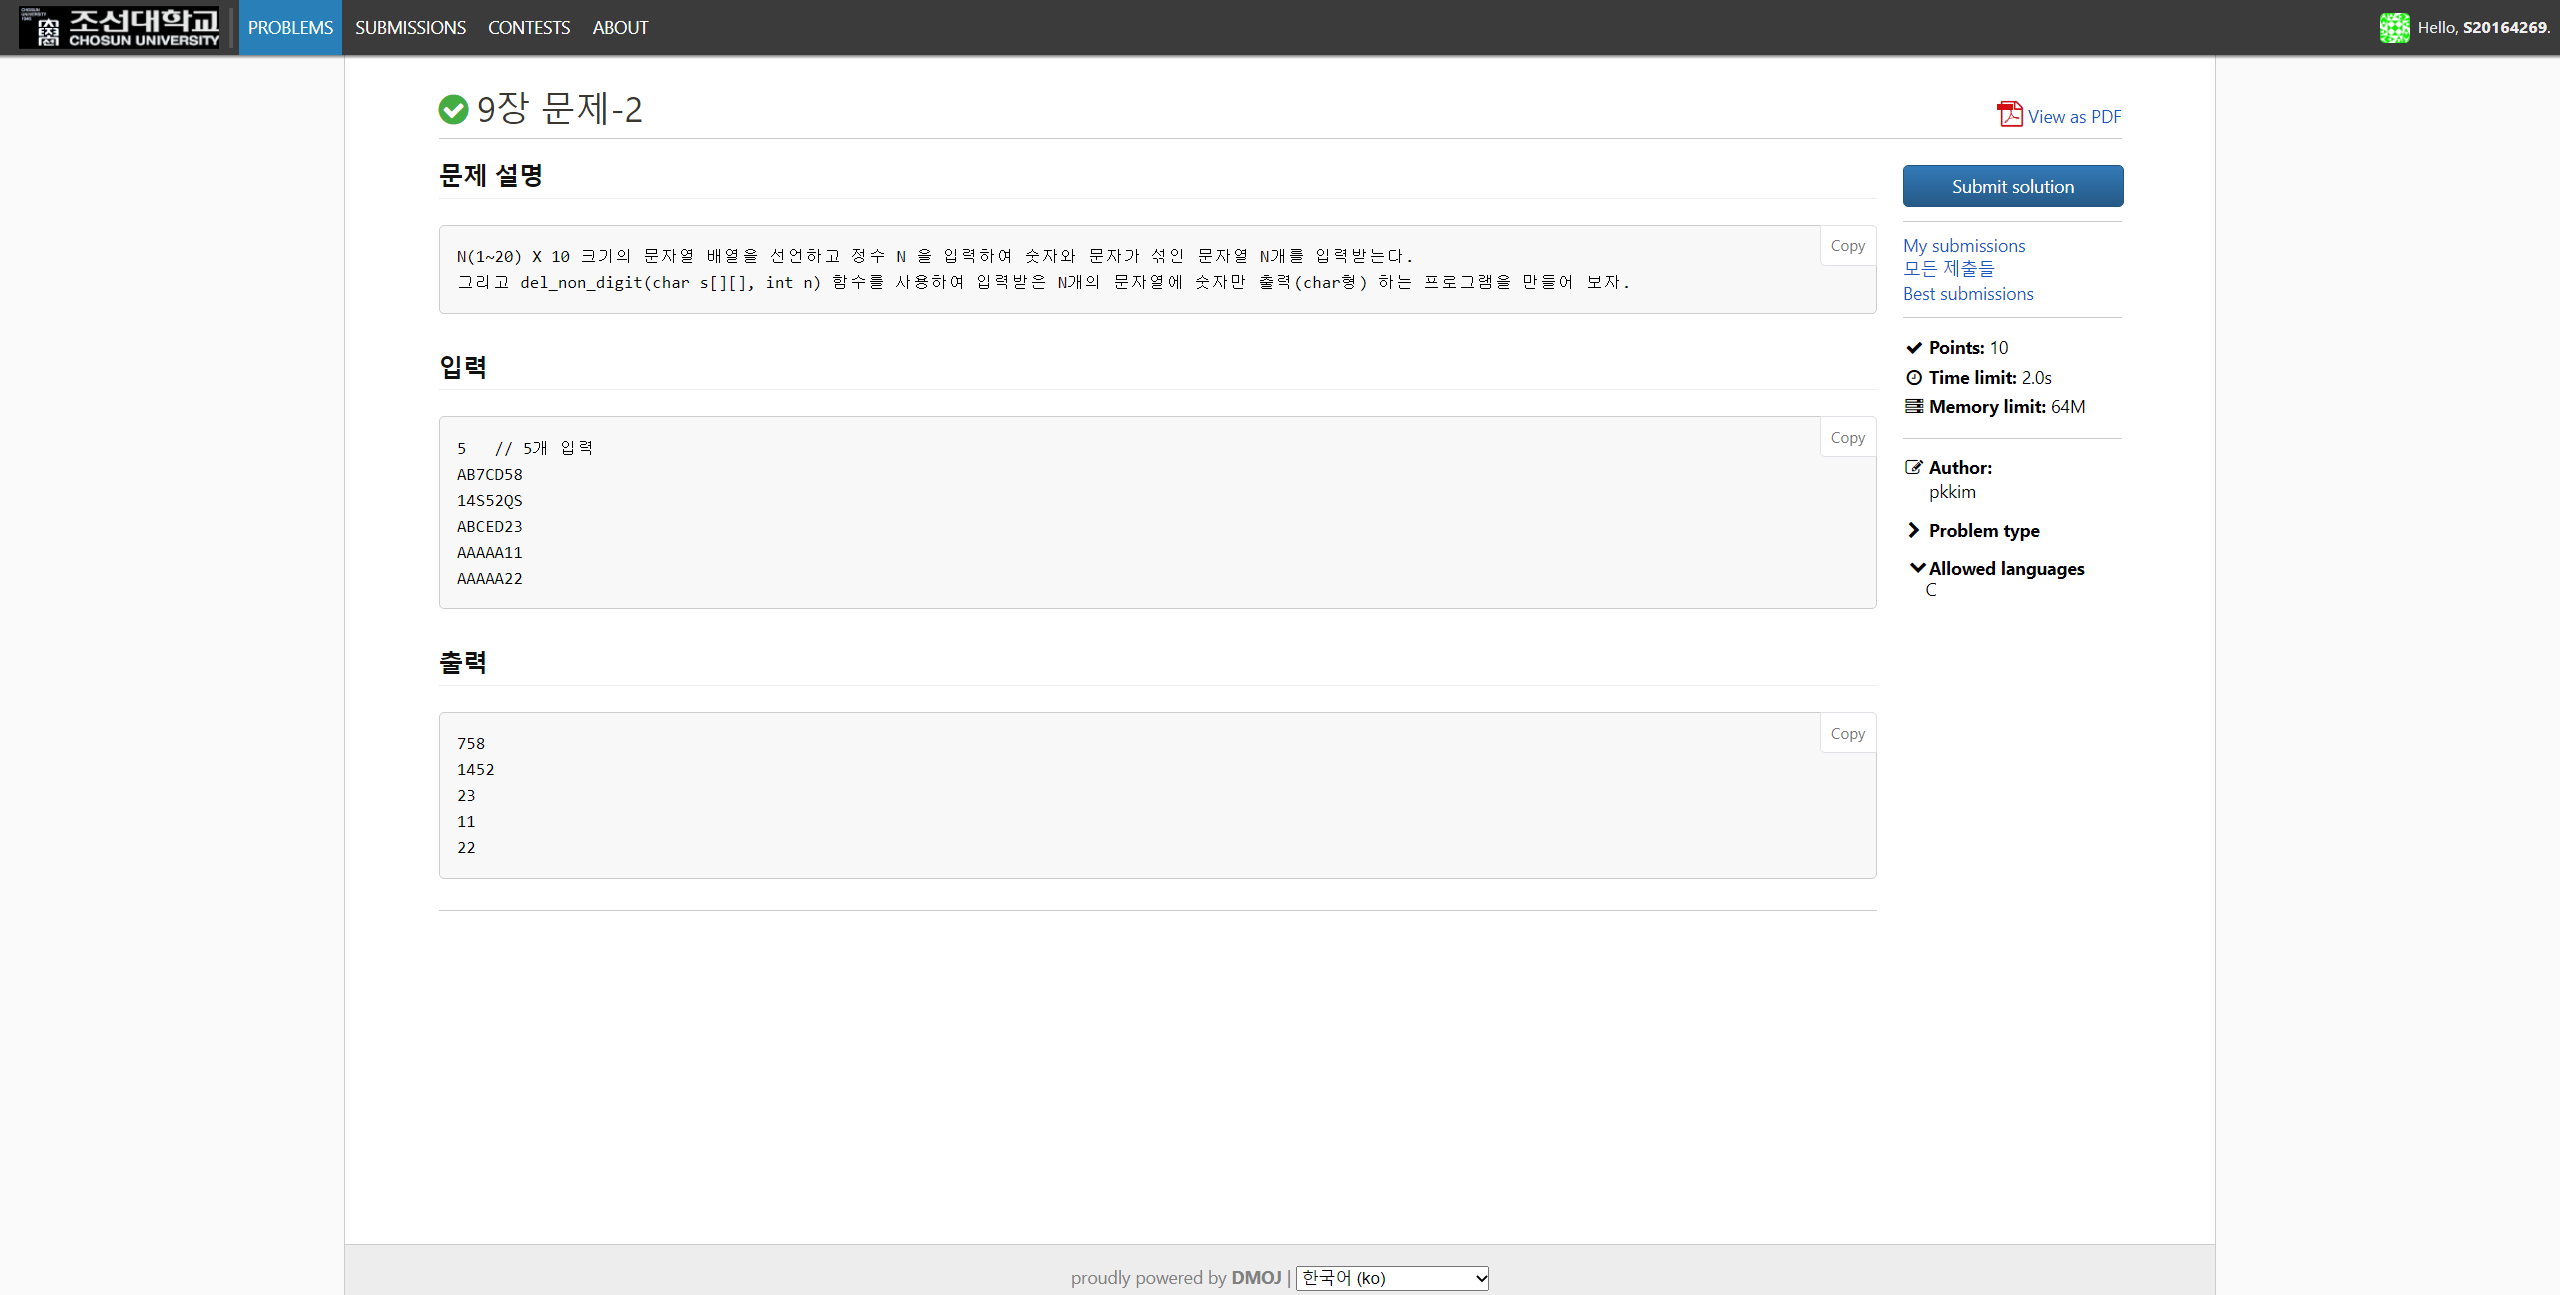 조선대학교
CHOSUN UNIVERSITY
PROBLEMS SUBMISSIONS CONTESTS ABOUT
Hello, S20164269.
9장 문제-2
View as PDF
문제 설명
Submit solution
Copy
N(1~20) X 10 크기의 문자열 배열을 선언하고 정수 N 을 입력하여 숫자와 문자가 섞인 문자열 N개를 입력받는다.
그리고 del_non_digit(char s[][], int n) 함수를 사용하여 입력받은 N개의 문자열에 숫자만 출력(char형) 하는 프로그램을 만들어 보자.
My submissions
모든 제출들
Best submissions
Points: 10
Time limit: 2.0s
Memory limit: 64M
Author:
pkkim
Problem type
Allowed languages
C
입력
Copy
5   // 5개 입력
AB7CD58
14S52QS
ABCED23
AAAAA11
AAAAA22
출력
Copy
758
1452
23
11
22
proudly powered by DMOJ | 한국어 (ko)